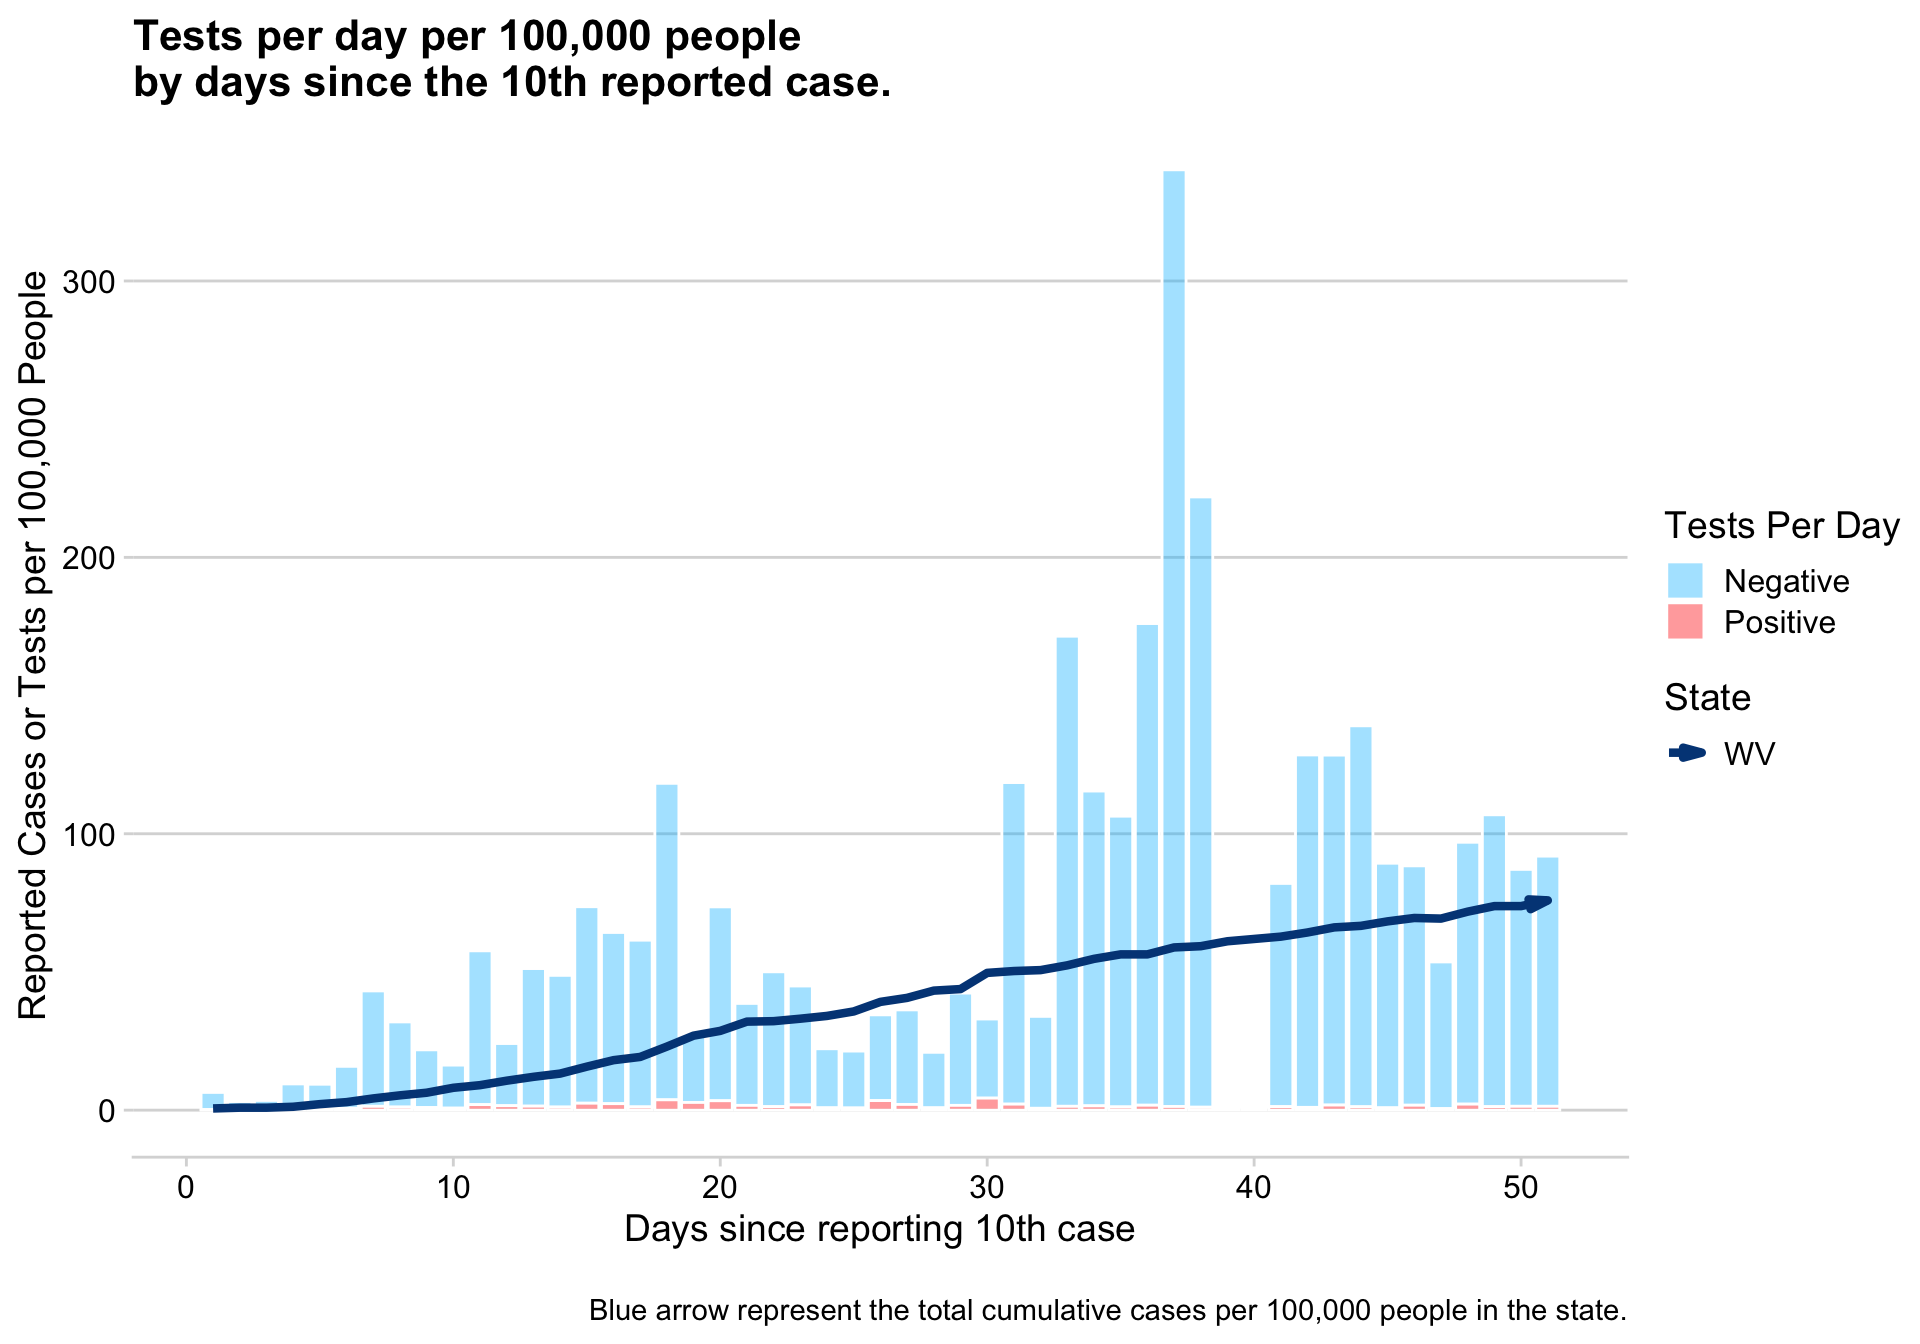 Tests per day per 100,000 people
by days since the 10th reported case.
Reported Cases or Tests per 100,000 People
300
200
100
0
0 10 20 30 40 50
Days since reporting 10th case
Tests Per Day
Negative
Positive
State
WV
Blue arrow represent the total cumulative cases per 100,000 people in the state.